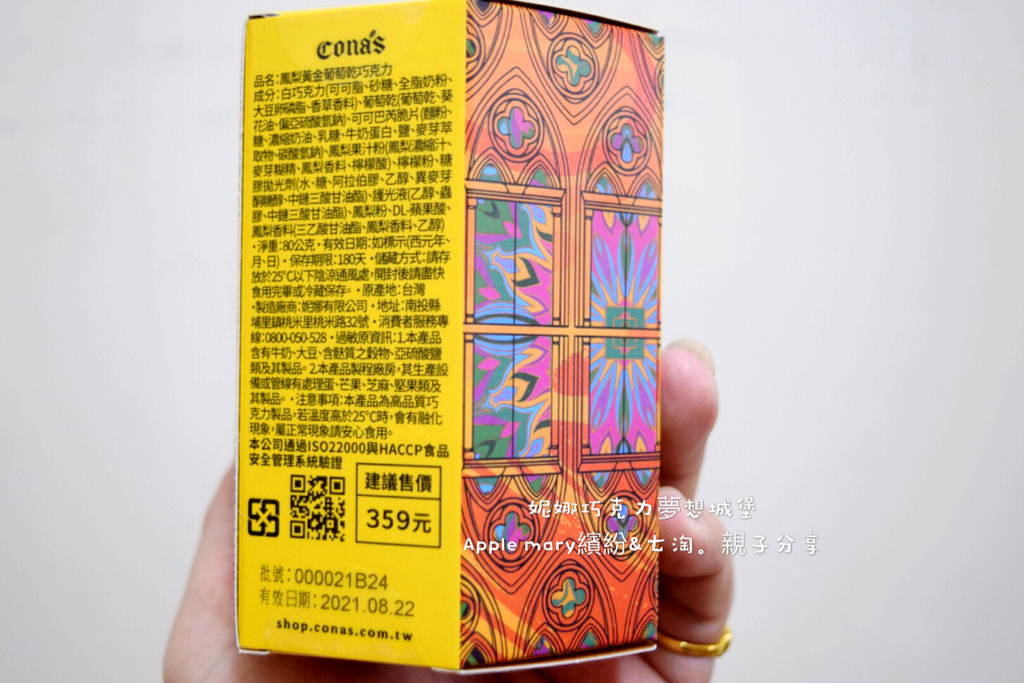 cona's
品名:鳳梨黃金葡萄乾巧克力
成分:白巧克力(可可脂、砂糖、全脂奶粉、
大豆卵磷脂、香草香料)、葡萄乾(葡萄乾、葵
花油、偏亞硫酸氫鈉)、可可巴芮脆片(麵粉、
糖、濃縮奶油、乳糖、牛奶蛋白、鹽、麥芽萃
取物、碳酸氫鈉)、鳳梨果汁粉(鳳梨濃縮汁、
麥芽糊精、鳳梨香料、檸檬酸)、檸檬粉、糖
膠拋光劑(水、糖、阿拉伯膠、乙醇、異麥芽
酮糖醇、中鏈三酸甘油酯)、護光液(乙醇、蟲
膠、中鏈三酸甘油酯)、鳳梨粉、DL-蘋果酸、
鳳梨香料(三乙酸甘油酯、鳳梨香料、乙醇)
・淨重:80公克・有效日期:如標示(西元年、
月、日)・保存期限:180天・儲藏方式:請存
放於25°C以下陰涼通風處,開封後請盡快
食用完畢或冷藏保存。・原產地:台灣
・製造廠商:妮娜有限公司・地址:南投縣
埔里鎮桃米里桃米路32號・消費者服務專
線:0800-050-528・過敏原資訊:1.本產品
含有牛奶、大豆、含麩質之穀物、亞硫酸鹽
類及其製品。2.本產品製程廠房,其生產設
備或管線有處理蛋、芒果、芝麻、堅果類及
其製品。・注意事項:本產品為高品質巧
克力製品,若溫度高於25°C時,會有融化
現象,屬正常現象請安心食用。
本公司通過ISO22000與HACCP食品
安全管理系統驗證
建議售價
359元
批號:000021B24
有效日期:2021.08.22
shop.conas.com.tw
妮娜巧克力夢想城堡
Apple mary繽紛&七淘。親子分享